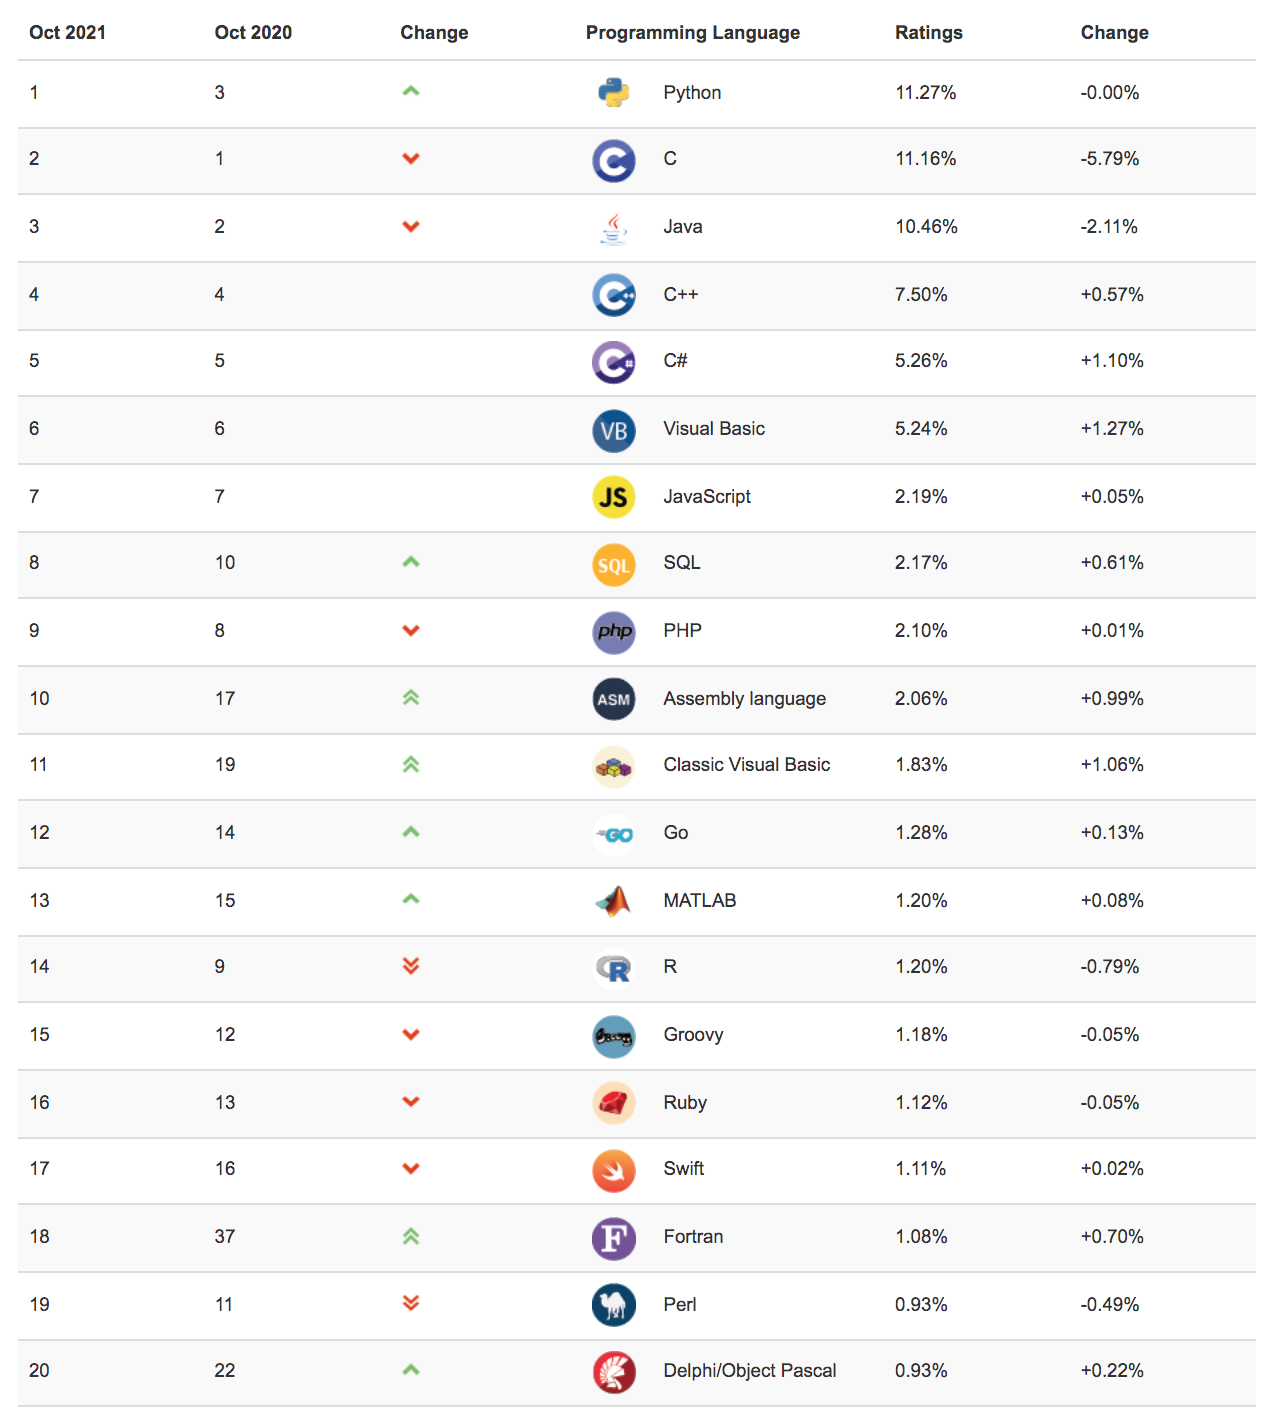 Oct 2021 Oct 2020 Change Programming Language Ratings Change
1 3 Python 11.27% -0.00%
2 1 C C 11.16% -5.79%
3 2 Java 10.46% -2.11%
4 4 C++ C++ 7.50% +0.57%
5 5 C# C# 5.26% +1.10%
6 6 VB Visual Basic 5.24% +1.27%
7 7 JS JavaScript 2.19% +0.05%
8 10 SQL SQL 2.17% +0.61%
9 8 php PHP 2.10% +0.01%
10 17 ASM Assembly language 2.06% +0.99%
11 19 Classic Visual Basic 1.83% +1.06%
12 14 GO Go 1.28% +0.13%
13 15 MATLAB 1.20% +0.08%
14 9 R R 1.20% -0.79%
15 12 Groovy 1.18% -0.05%
16 13 Ruby 1.12% -0.05%
17 16 Swift 1.11% +0.02%
18 37 F Fortran 1.08% +0.70%
19 11 Perl 0.93% -0.49%
20 22 Delphi/Object Pascal 0.93% +0.22%